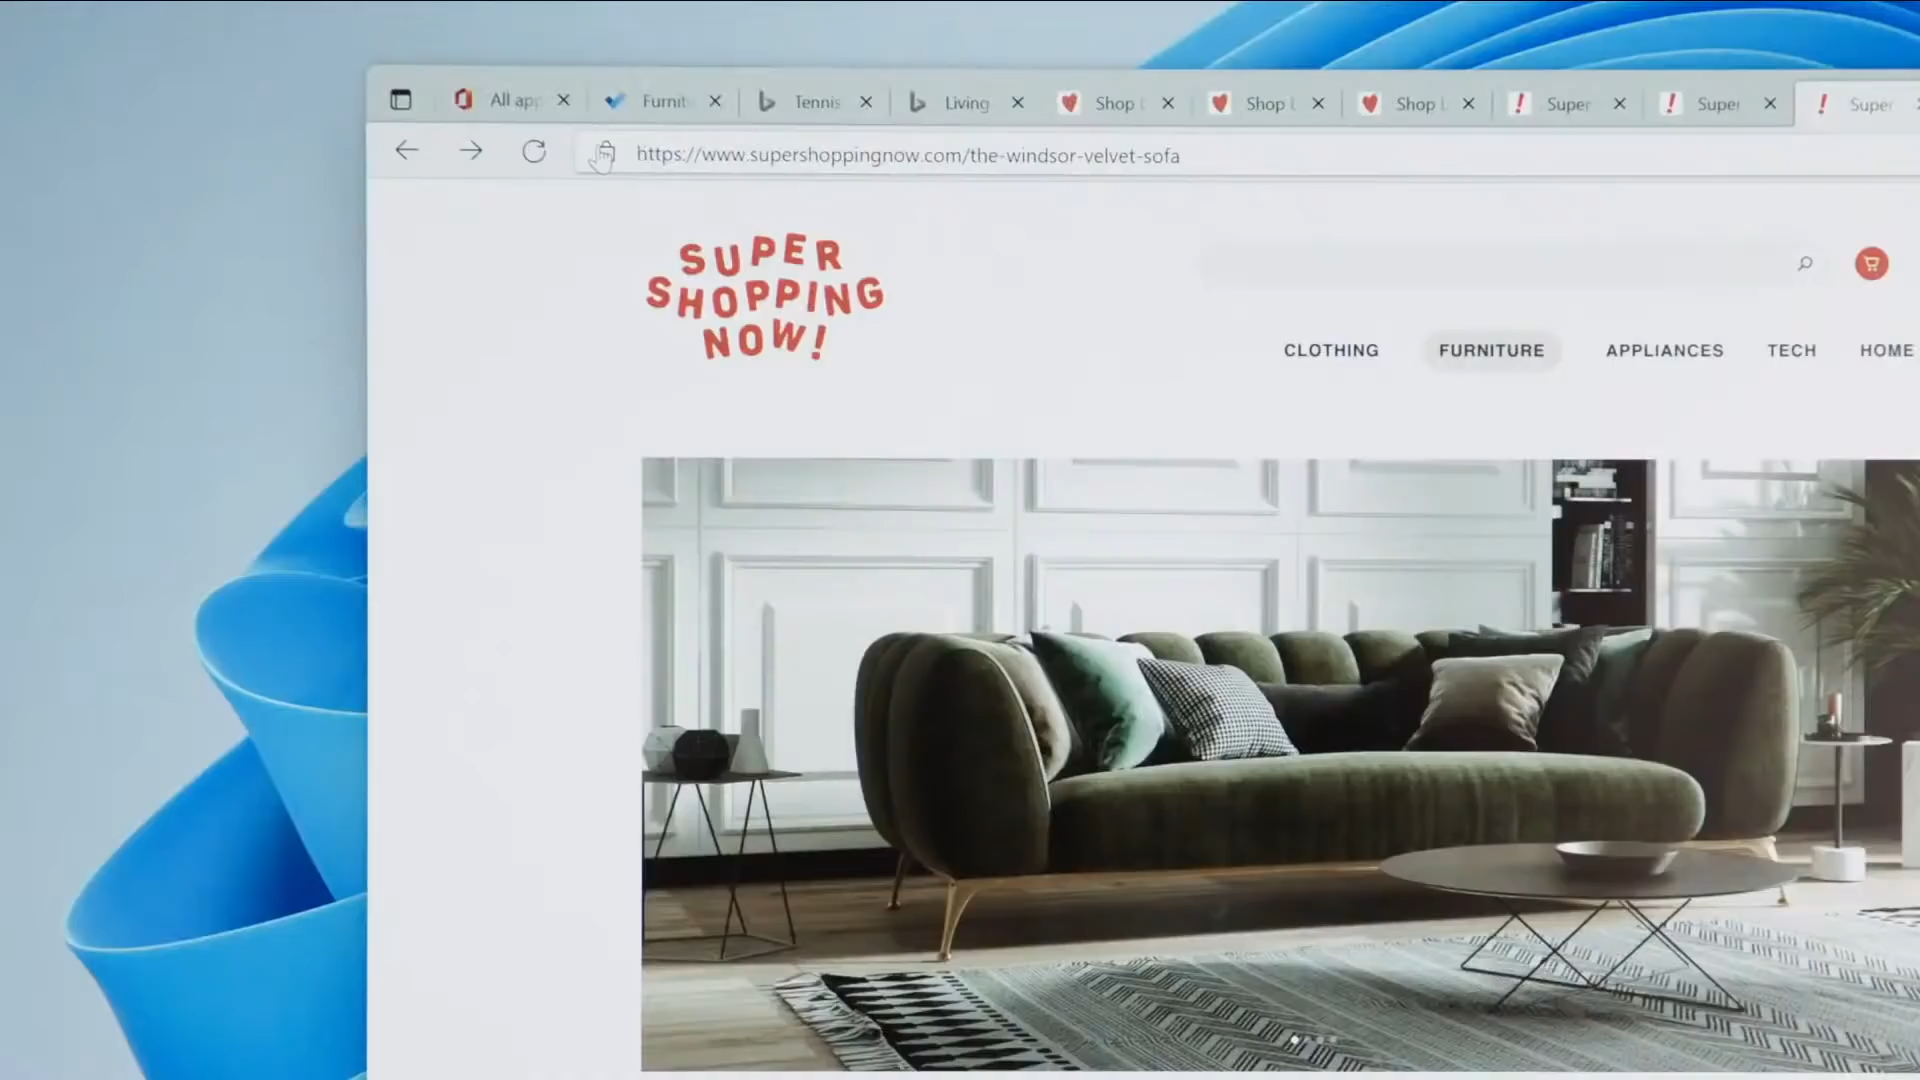 All app
Furnit
Tennis
Living
Shop
Shop
Shop
Super
Super
Super
https://www.supershoppingnow.com/the-windsor-velvet-sofa
SUPER
SHOPPING
NOW!
CLOTHING
FURNITURE
APPLIANCES
TECH
HOME